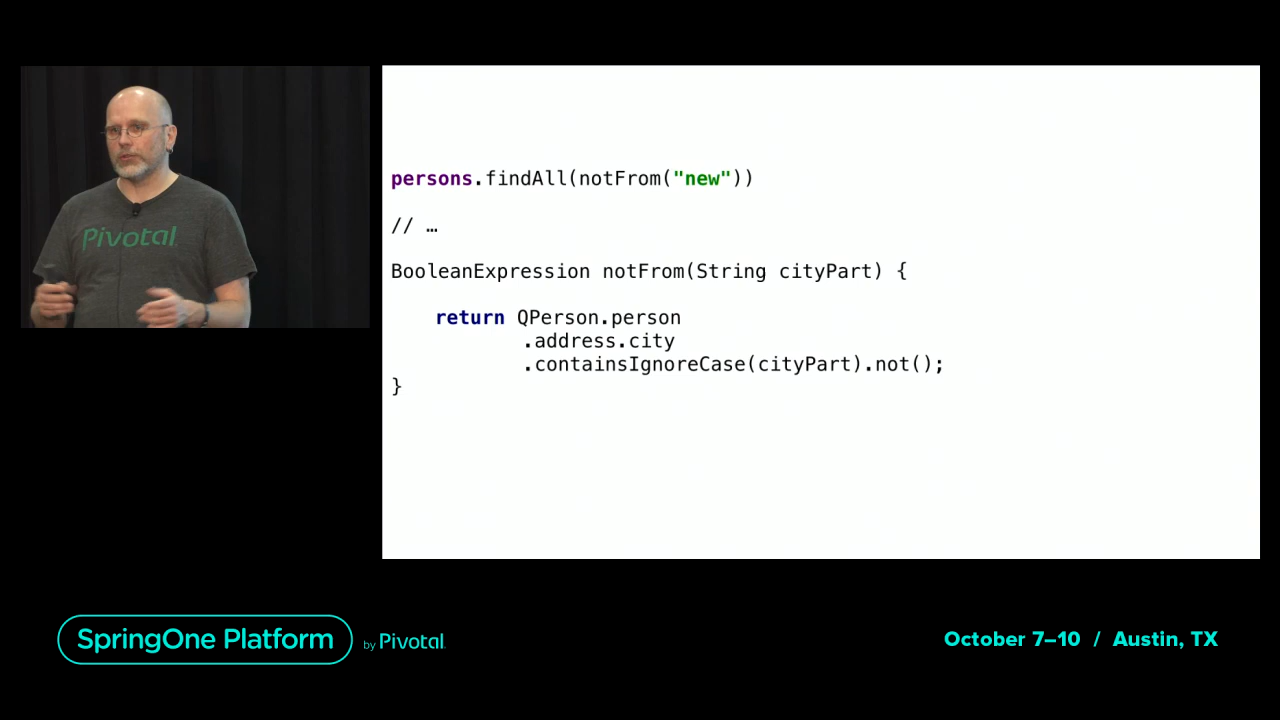 Pivotal
persons.findAll(notFrom("new"))
// …
BooleanExpression notFrom(String cityPart) {
return QPerson.person
.address.city
.containsIgnoreCase(cityPart).not();
}
SpringOne Platform by Pivotal
October 7–10 / Austin, TX